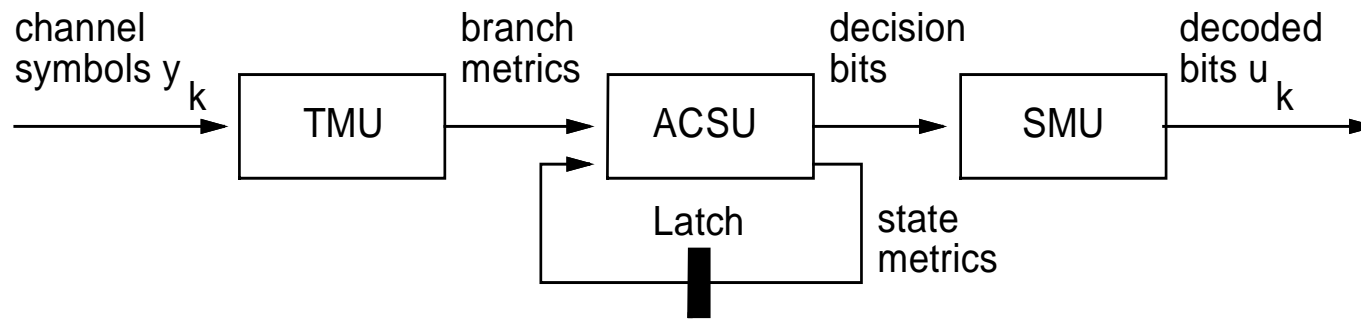 channel
symbols y k
branch
metrics
decision
bits
decoded
bits u k
TMU
ACSU
SMU
Latch
state
metrics